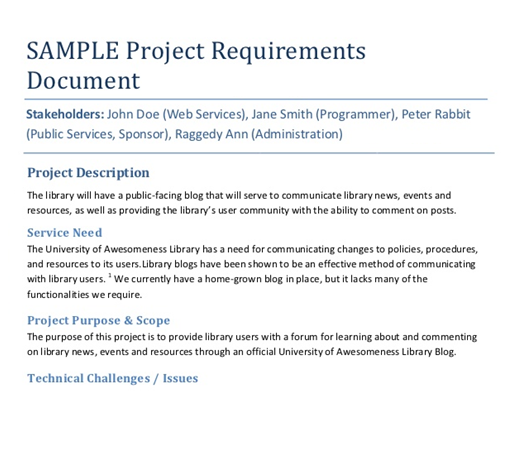 SAMPLE Project Requirements
Document
Stakeholders: John Doe (Web Services), Jane Smith (Programmer), Peter Rabbit
(Public Services, Sponsor), Raggedy Ann (Administration)
Project Description
The library will have a public-facing blog that will serve to communicate library news, events and
resources, as well as providing the library’s user community with the ability to comment on posts.
Service Need
The University of Awesomeness Library has a need for communicating changes to policies, procedures,
and resources to its users.Library blogs have been shown to be an effective method of communicating
with library users. ¹ We currently have a home-grown blog in place, but it lacks many of the
functionalities we require.
Project Purpose & Scope
The purpose of this project is to provide library users with a forum for learning about and commenting
on library news, events and resources through an official University of Awesomeness Library Blog.
Technical Challenges / Issues